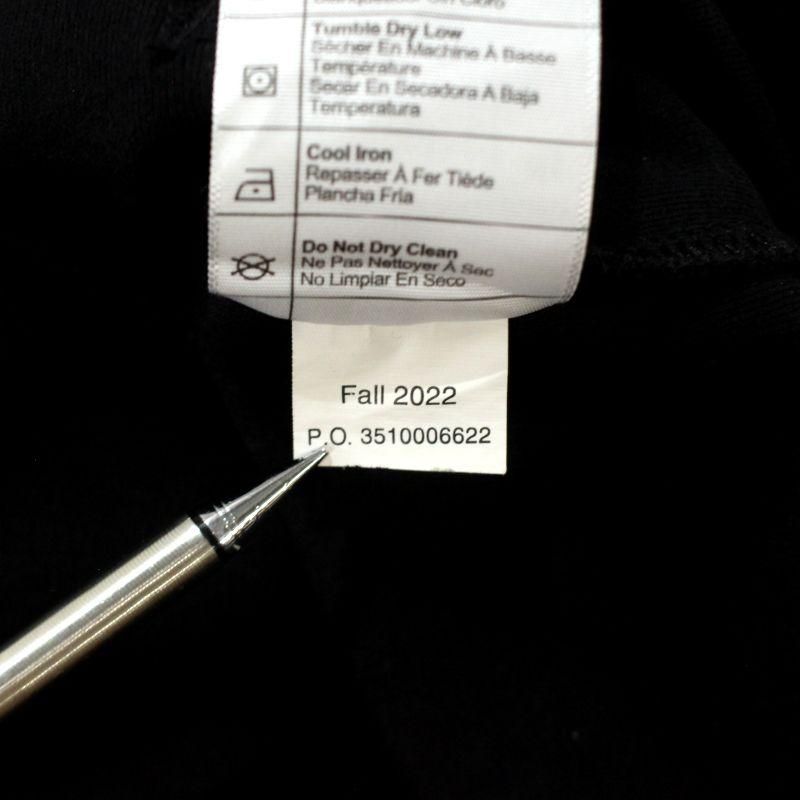 Tumble Dry Low
Sécher En Machine À Basse
Température
Secar En Secadora A Baja
Temperatura
Cool Iron
Repasser À Fer Tiède
Plancha Fría
Do Not Dry Clean
Ne Pas Nettoyer À Sec
No Limpiar En Seco
Fall 2022
P.O. 3510006622